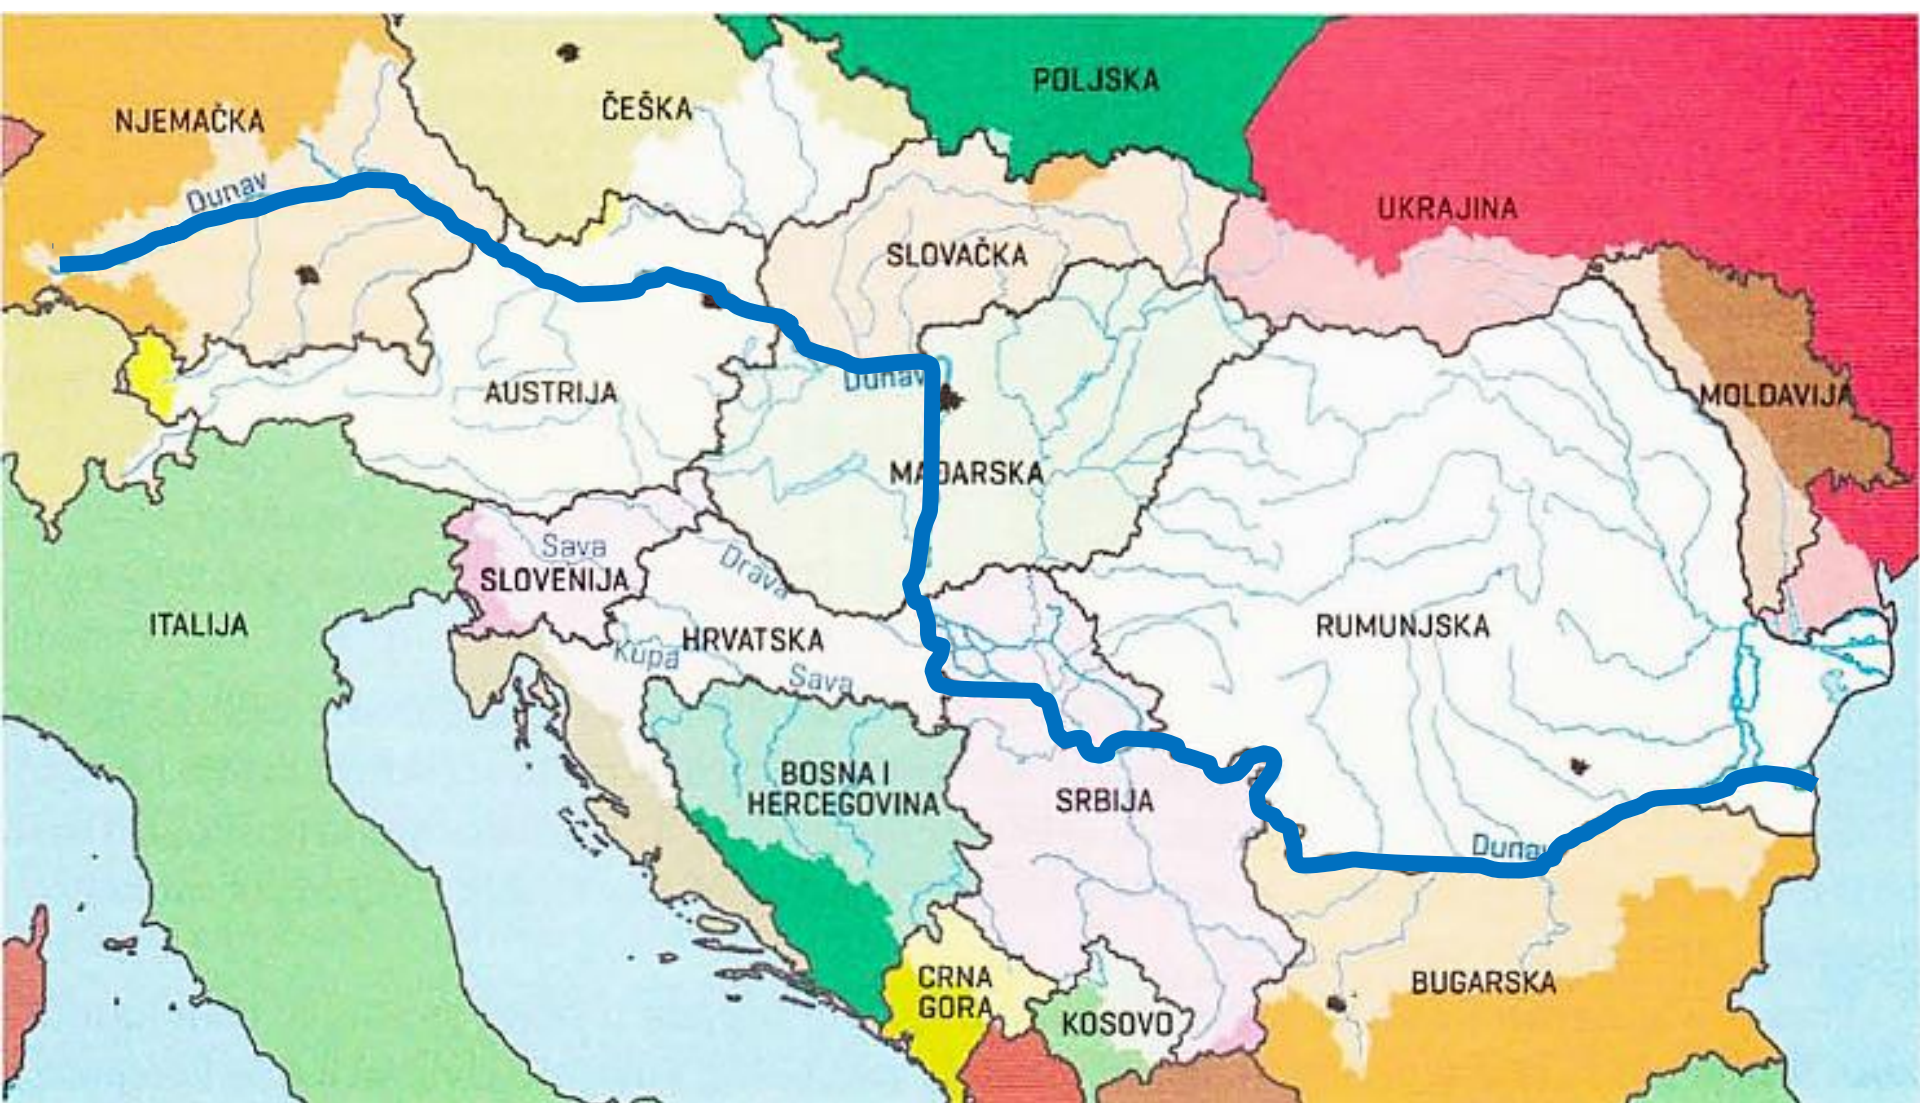 POLJSKA
ČEŠKA
NJEMAČKA
Dunav
UKRAJINA
SLOVAČKA
AUSTRIJA
Dunav
MOLDAVIJA
MAĐARSKA
Sava
SLOVENIJA
Drava
ITALIJA
HRVATSKA
RUMUNJSKA
Kupa
Sava
BOSNA I
HERCEGOVINA
SRBIJA
Dunav
CRNA
GORA
BUGARSKA
KOSOVO